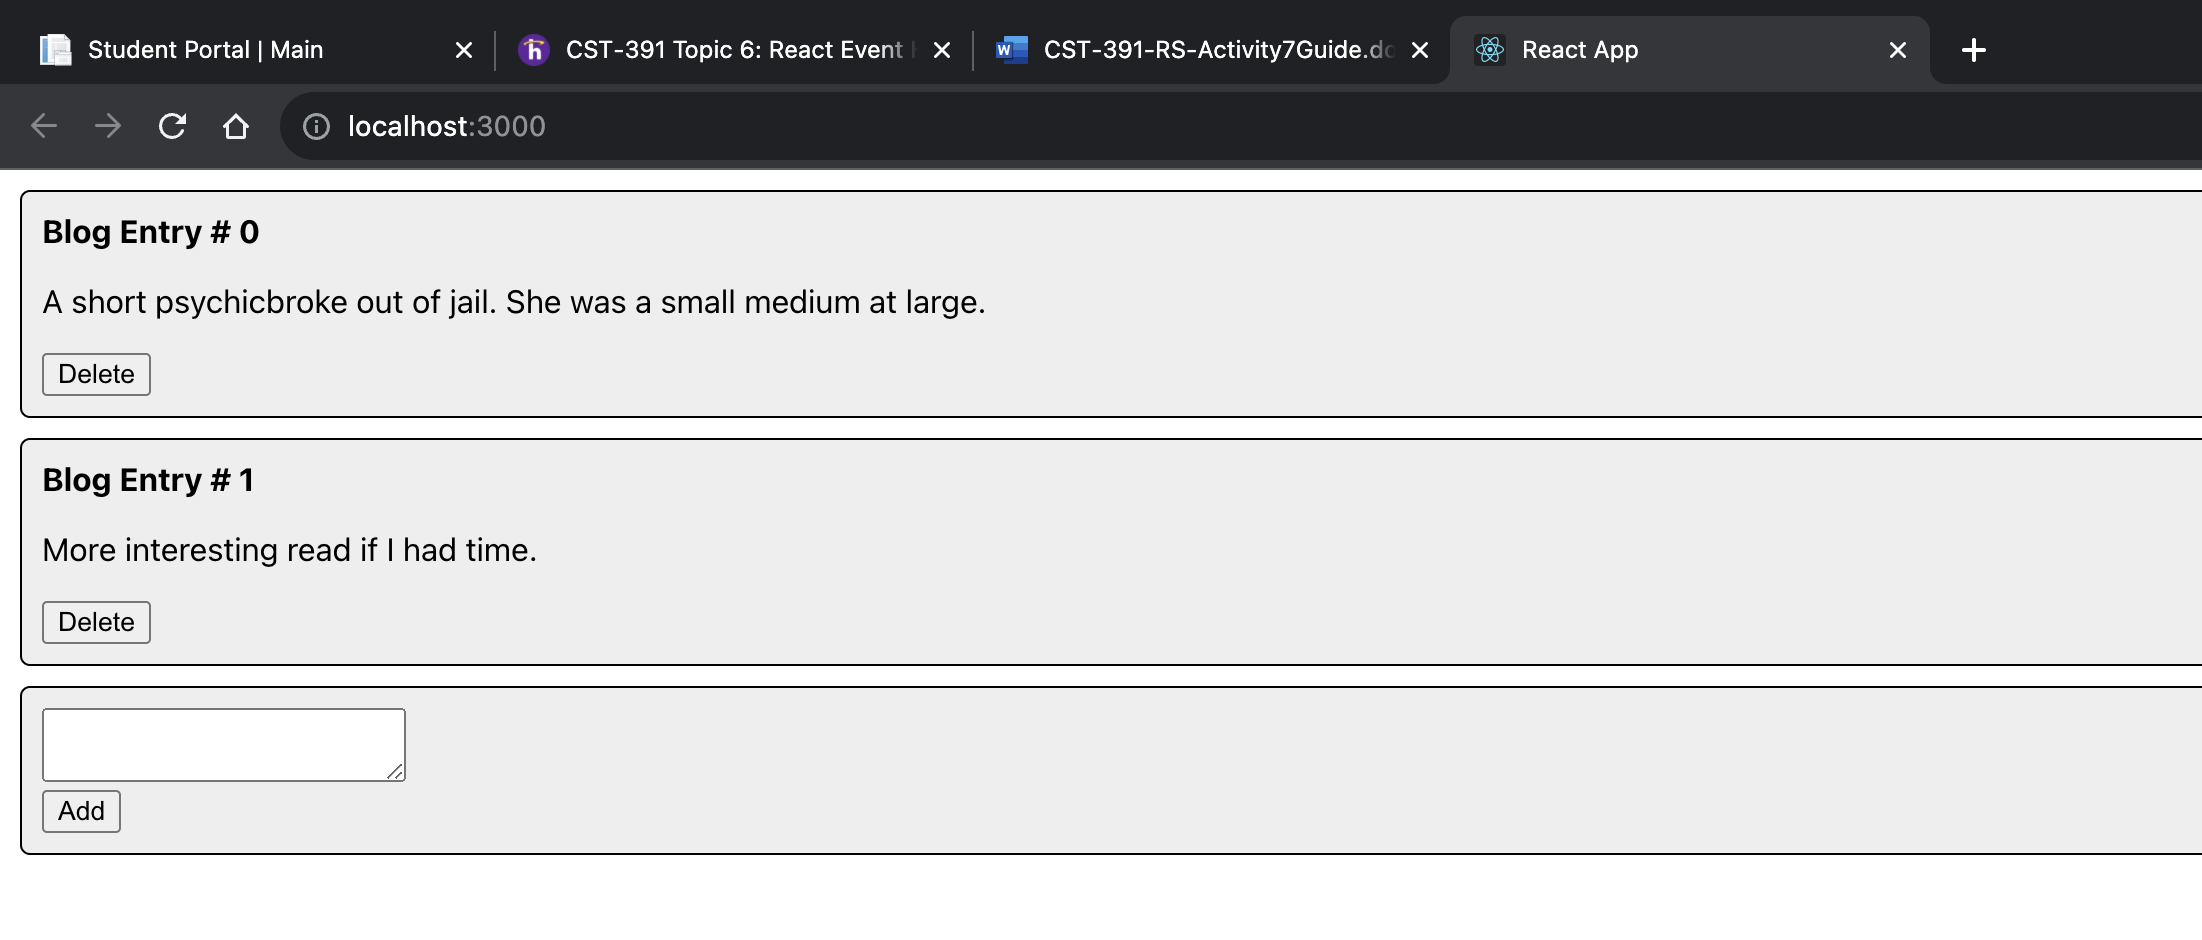 Student Portal | Main
CST-391 Topic 6: React Event
CST-391-RS-Activity7Guide.do
React App
localhost:3000
Blog Entry # 0
A short psychicbroke out of jail. She was a small medium at large.
Delete
Blog Entry # 1
More interesting read if I had time.
Delete
Add